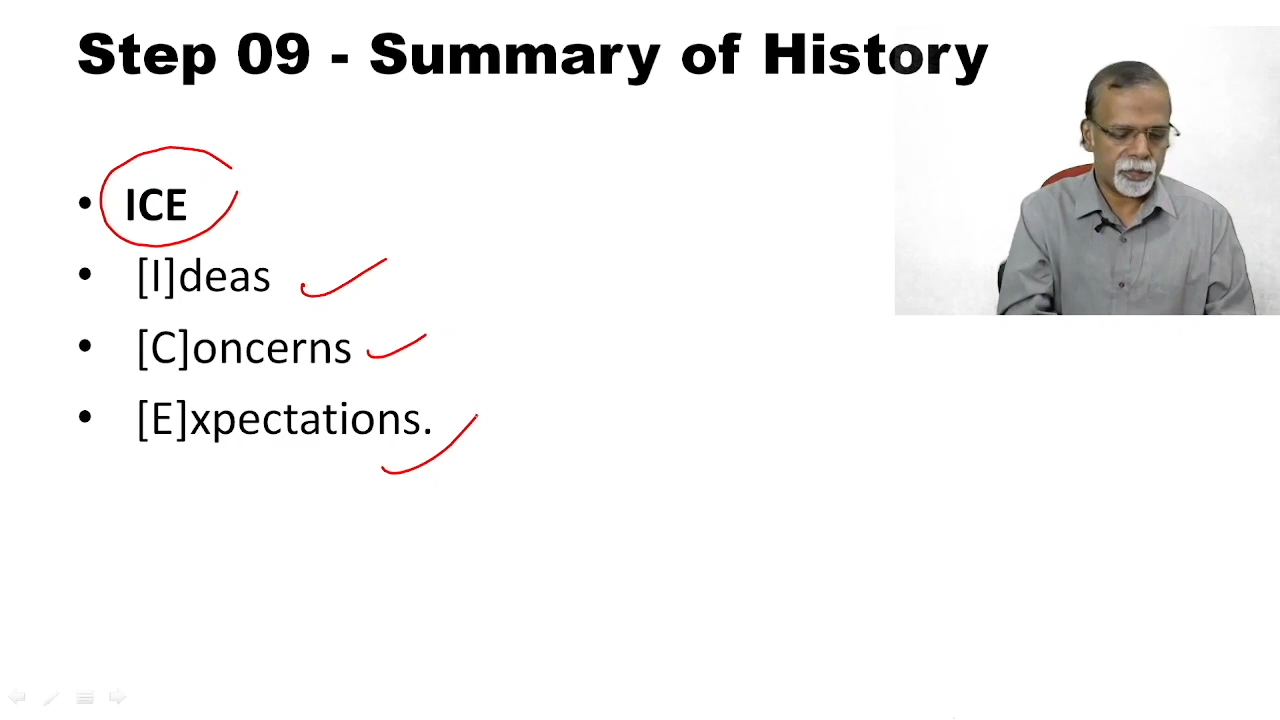 Step 09 - Summary of History
• ICE
• [I]deas
• [C]oncerns
• [E]xpectations.